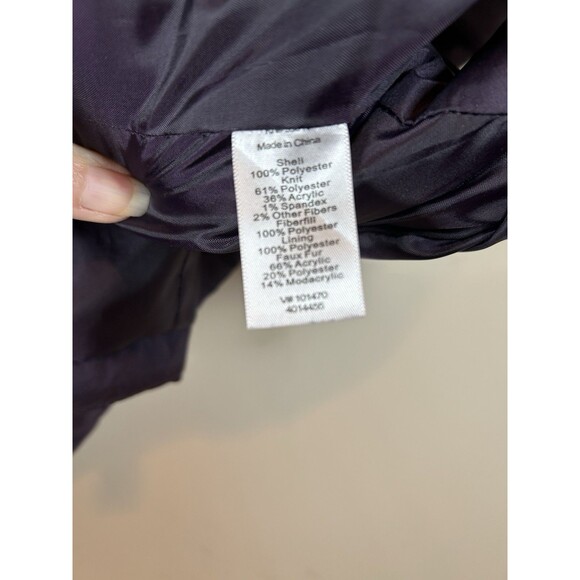 Made in China
Shell
100% Polyester
Knit
61% Polyester
36% Acrylic
1% Spandex
2% Other Fibers
Fiberfill
100% Polyester
Lining
100% Polyester
Faux Fur
66% Acrylic
20% Polyester
14% Modacrylic
V# 101470
4014456